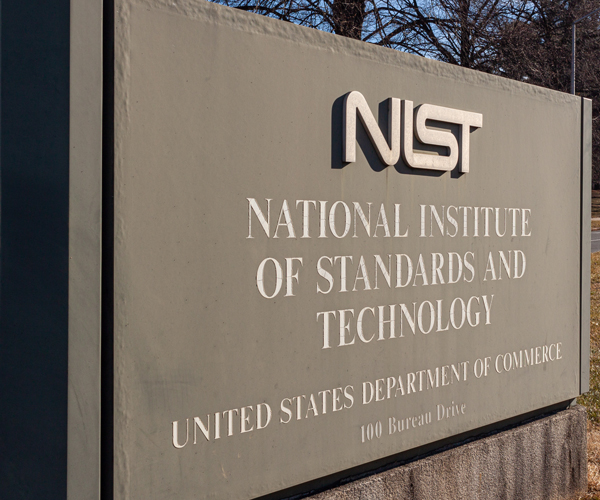 NIST
NATIONAL INSTITUTE
OF STANDARDS AND
TECHNOLOGY
UNITED STATES DEPARTMENT OF COMMERCE
100 Bureau Drive